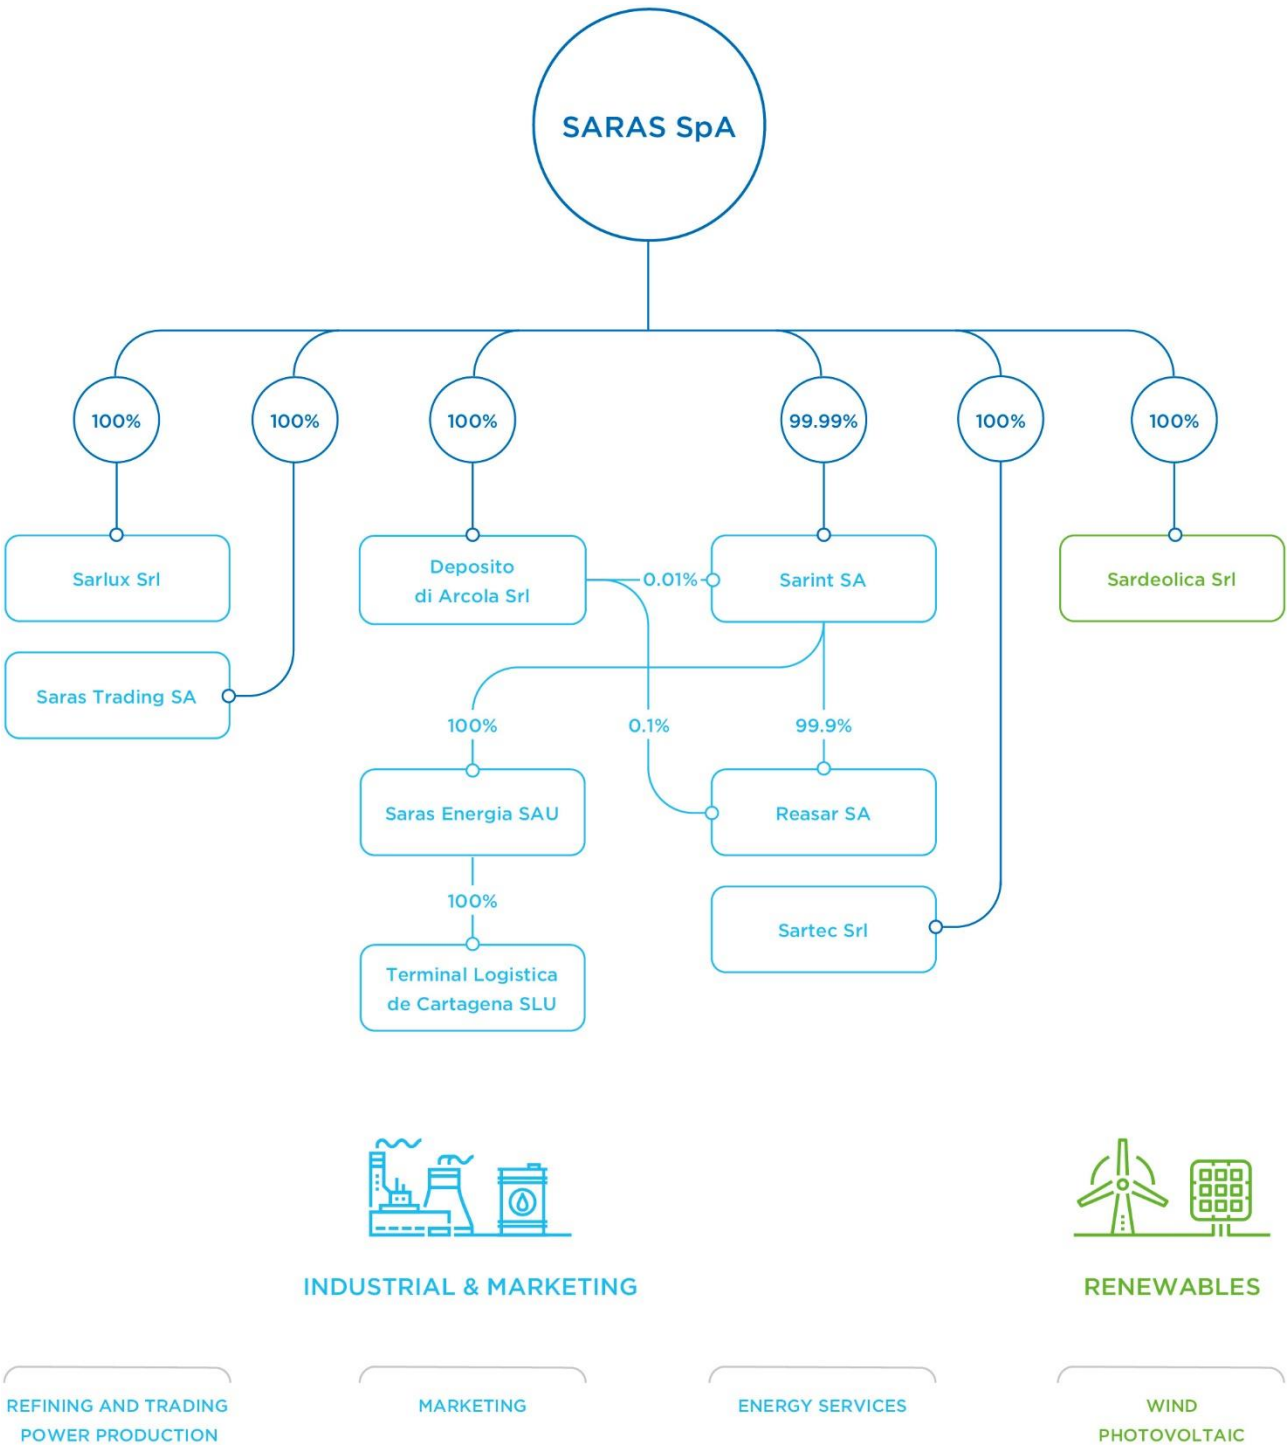 SARAS SpA
100%
100%
100%
99.99%
100%
100%
Sarlux Srl
Deposito
di Arcola Srl
0.01%
Sarint SA
Sardeolica Srl
Saras Trading SA
100%
0.1%
99.9%
Saras Energia SAU
Reasar SA
100%
Sartec Srl
Terminal Logistica
de Cartagena SLU
INDUSTRIAL & MARKETING
RENEWABLES
REFINING AND TRADING
POWER PRODUCTION
MARKETING
ENERGY SERVICES
WIND
PHOTOVOLTAIC